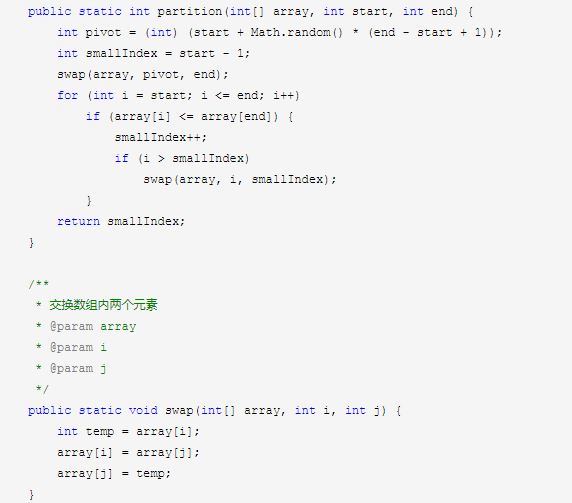 public static int partition(int[] array, int start, int end) {
    int pivot = (int) (start + Math.random() * (end - start + 1));
    int smallIndex = start - 1;
    swap(array, pivot, end);
    for (int i = start; i <= end; i++)
        if (array[i] <= array[end]) {
            smallIndex++;
            if (i > smallIndex)
                swap(array, i, smallIndex);
        }
    return smallIndex;
}

/**
 * 交换数组内两个元素
 * @param array
 * @param i
 * @param j
 */
public static void swap(int[] array, int i, int j) {
    int temp = array[i];
    array[i] = array[j];
    array[j] = temp;
}